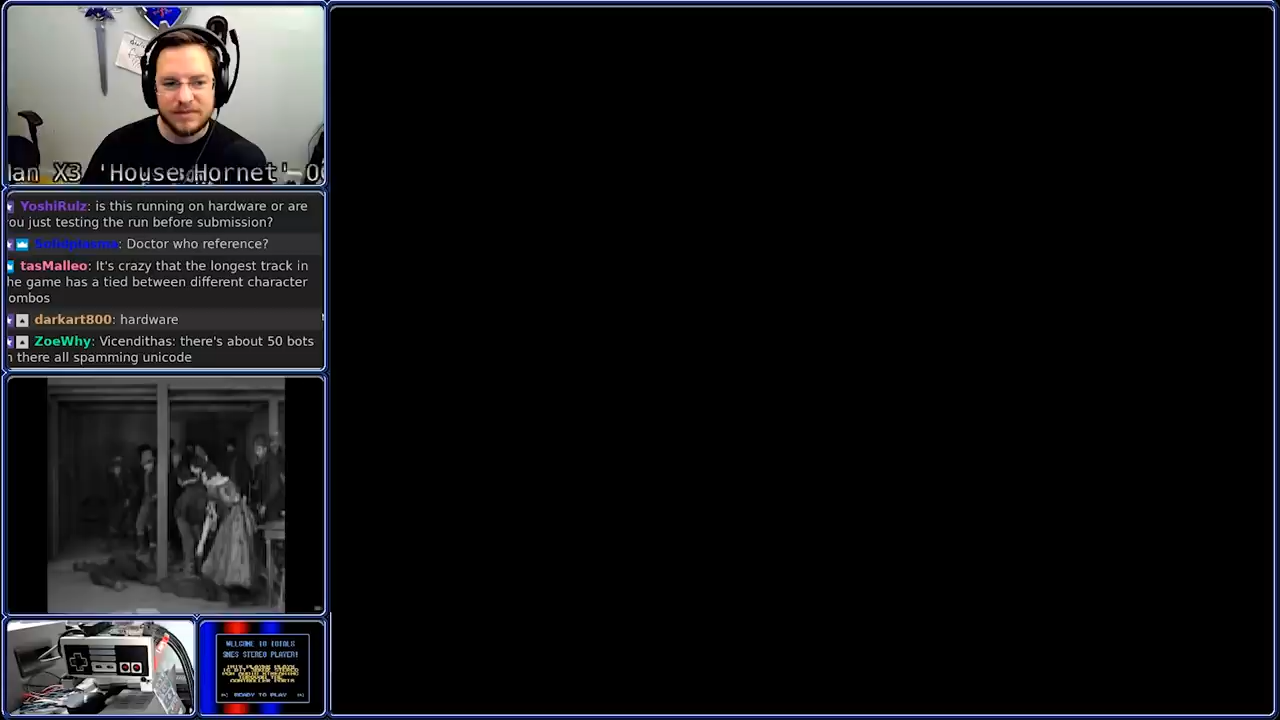 X3 'House Hornet'
YoshiRulz: is this running on hardware or are
ou just testing the run before submission?
Solidplasma: Doctor who reference?
tasMalleo: It's crazy that the longest track in
he game has a tied between different character
ombos
darkart800: hardware
ZoeWhy: Vicendithas: there's about 50 bots
n there all spamming unicode
WELCOME TO
SNES STEREO PLAYER!
READY TO PLAY